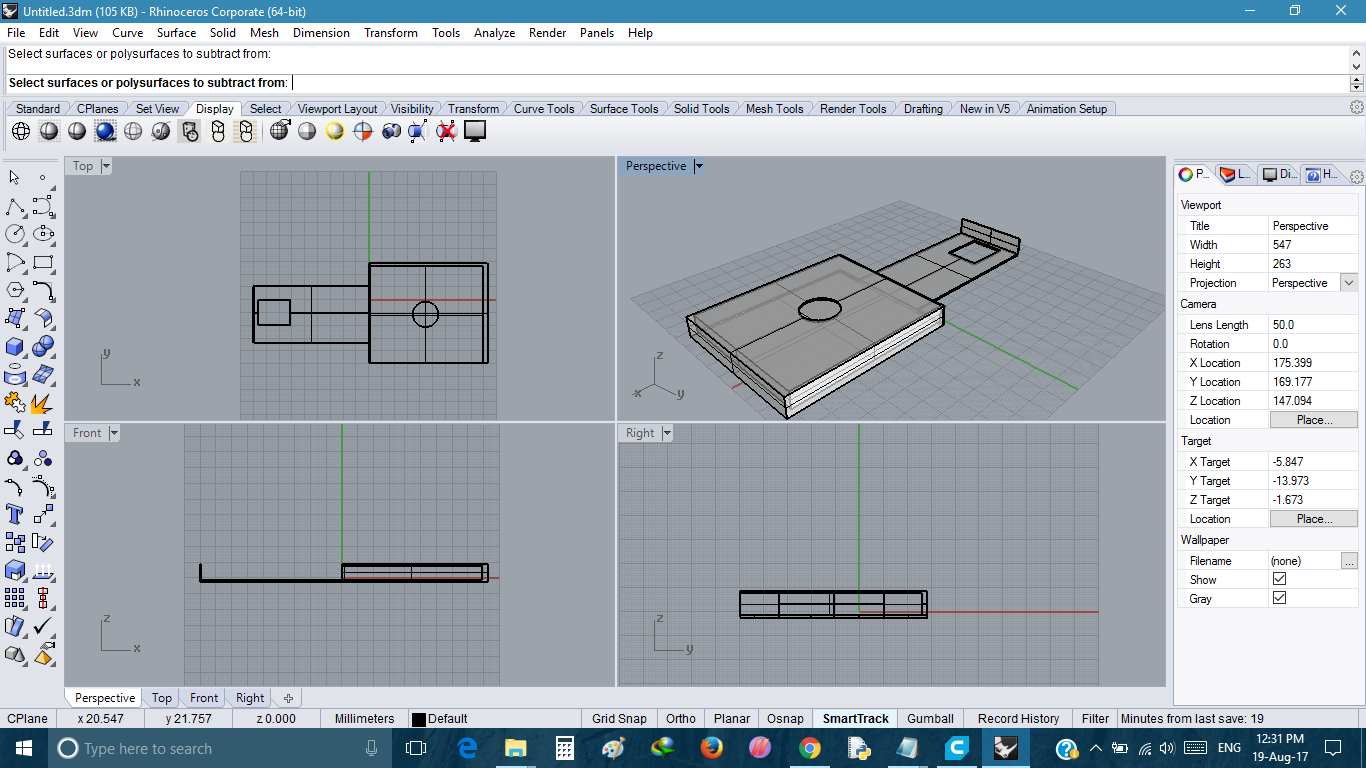 Untitled.3dm (105 KB) - Rhinoceros Corporate (64-bit)
File Edit View Curve Surface Solid Mesh Dimension Transform Tools Analyze Render Panels Help
Select surfaces or polysurfaces to subtract from:
Select surfaces or polysurfaces to subtract from:
Standard CPlanes Set View Display Select Viewport Layout Visibility Transform Curve Tools Surface Tools Solid Tools Mesh Tools Render Tools Drafting New in V5 Animation Setup
Top
y
x
Perspective
z
x
y
Front
z
x
Right
z
y
P... L... Di... H...
Viewport
Title Perspective
Width 547
Height 263
Projection Perspective
Camera
Lens Length 50.0
Rotation 0.0
X Location 175.399
Y Location 169.177
Z Location 147.094
Location Place...
Target
X Target -5.847
Y Target -13.973
Z Target -1.673
Location Place...
Wallpaper
Filename (none) ...
Show
Gray
Perspective Top Front Right
CPlane x 20.547 y 21.757 z 0.000 Millimeters Default Grid Snap Ortho Planar Osnap SmartTrack Gumball Record History Filter Minutes from last save: 19
Type here to search
ENG
12:31 PM
19-Aug-17